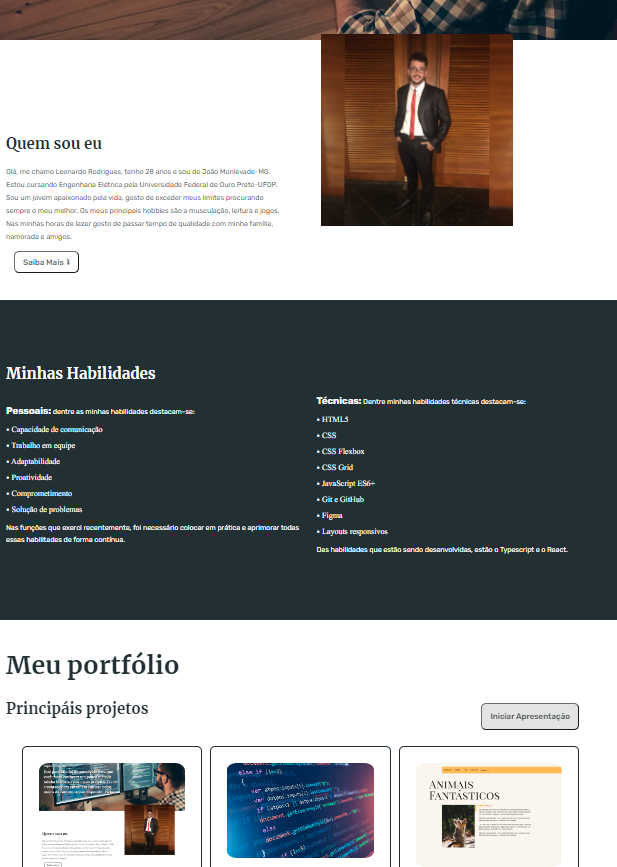 Quem sou eu
Olá, me chamo Leonardo Rodrigues, tenho 28 anos e sou de João Monlevade-MG.
Estou cursando Engenharia Elétrica pela Universidade Federal de Ouro Preto-UFOP.
Sou um jovem apaixonado pela vida, gosto de exceder meus limites procurando
sempre o meu melhor. Os meus principais hobbies são a musculação, leitura e jogos.
Nas minhas horas de lazer gosto de passar tempo de qualidade com minha família,
namorada e amigos.
Saiba Mais
Minhas Habilidades
Pessoais: dentre as minhas habilidades destacam-se:
• Capacidade de comunicação
• Trabalho em equipe
• Adaptabilidade
• Proatividade
• Comprometimento
• Solução de problemas
Nas funções que exerci recentemente, foi necessário colocar em prática e aprimorar todas
essas habilitades de forma contínua.
Técnicas: Dentre minhas habilidades técnicas destacam-se:
• HTML5
• CSS
• CSS Flexbox
• CSS Grid
• JavaScript ES6+
• Git e GitHub
• Figma
• Layouts responsivos
Das habilidades que estão sendo desenvolvidas, estão o Typescript e o React.
Meu portfólio
Principáis projetos
Iniciar Apresentação
Quem sou eu
else if (i==2)
else
ANIMAIS
FANTÁSTICOS